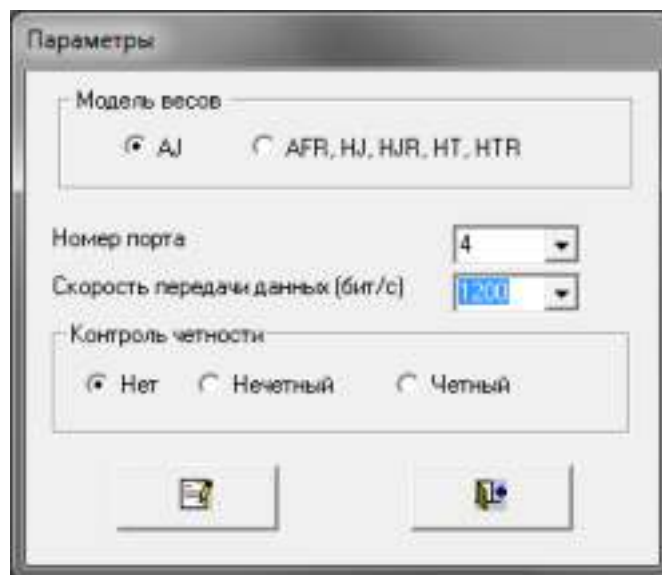 Параметры
Модель весов
AJ AFR, HJ, HJR, HT, HTR
Номер порта 4
Скорость передачи данных (бит/с) 1200
Контроль четности
Нет Нечетный Четный